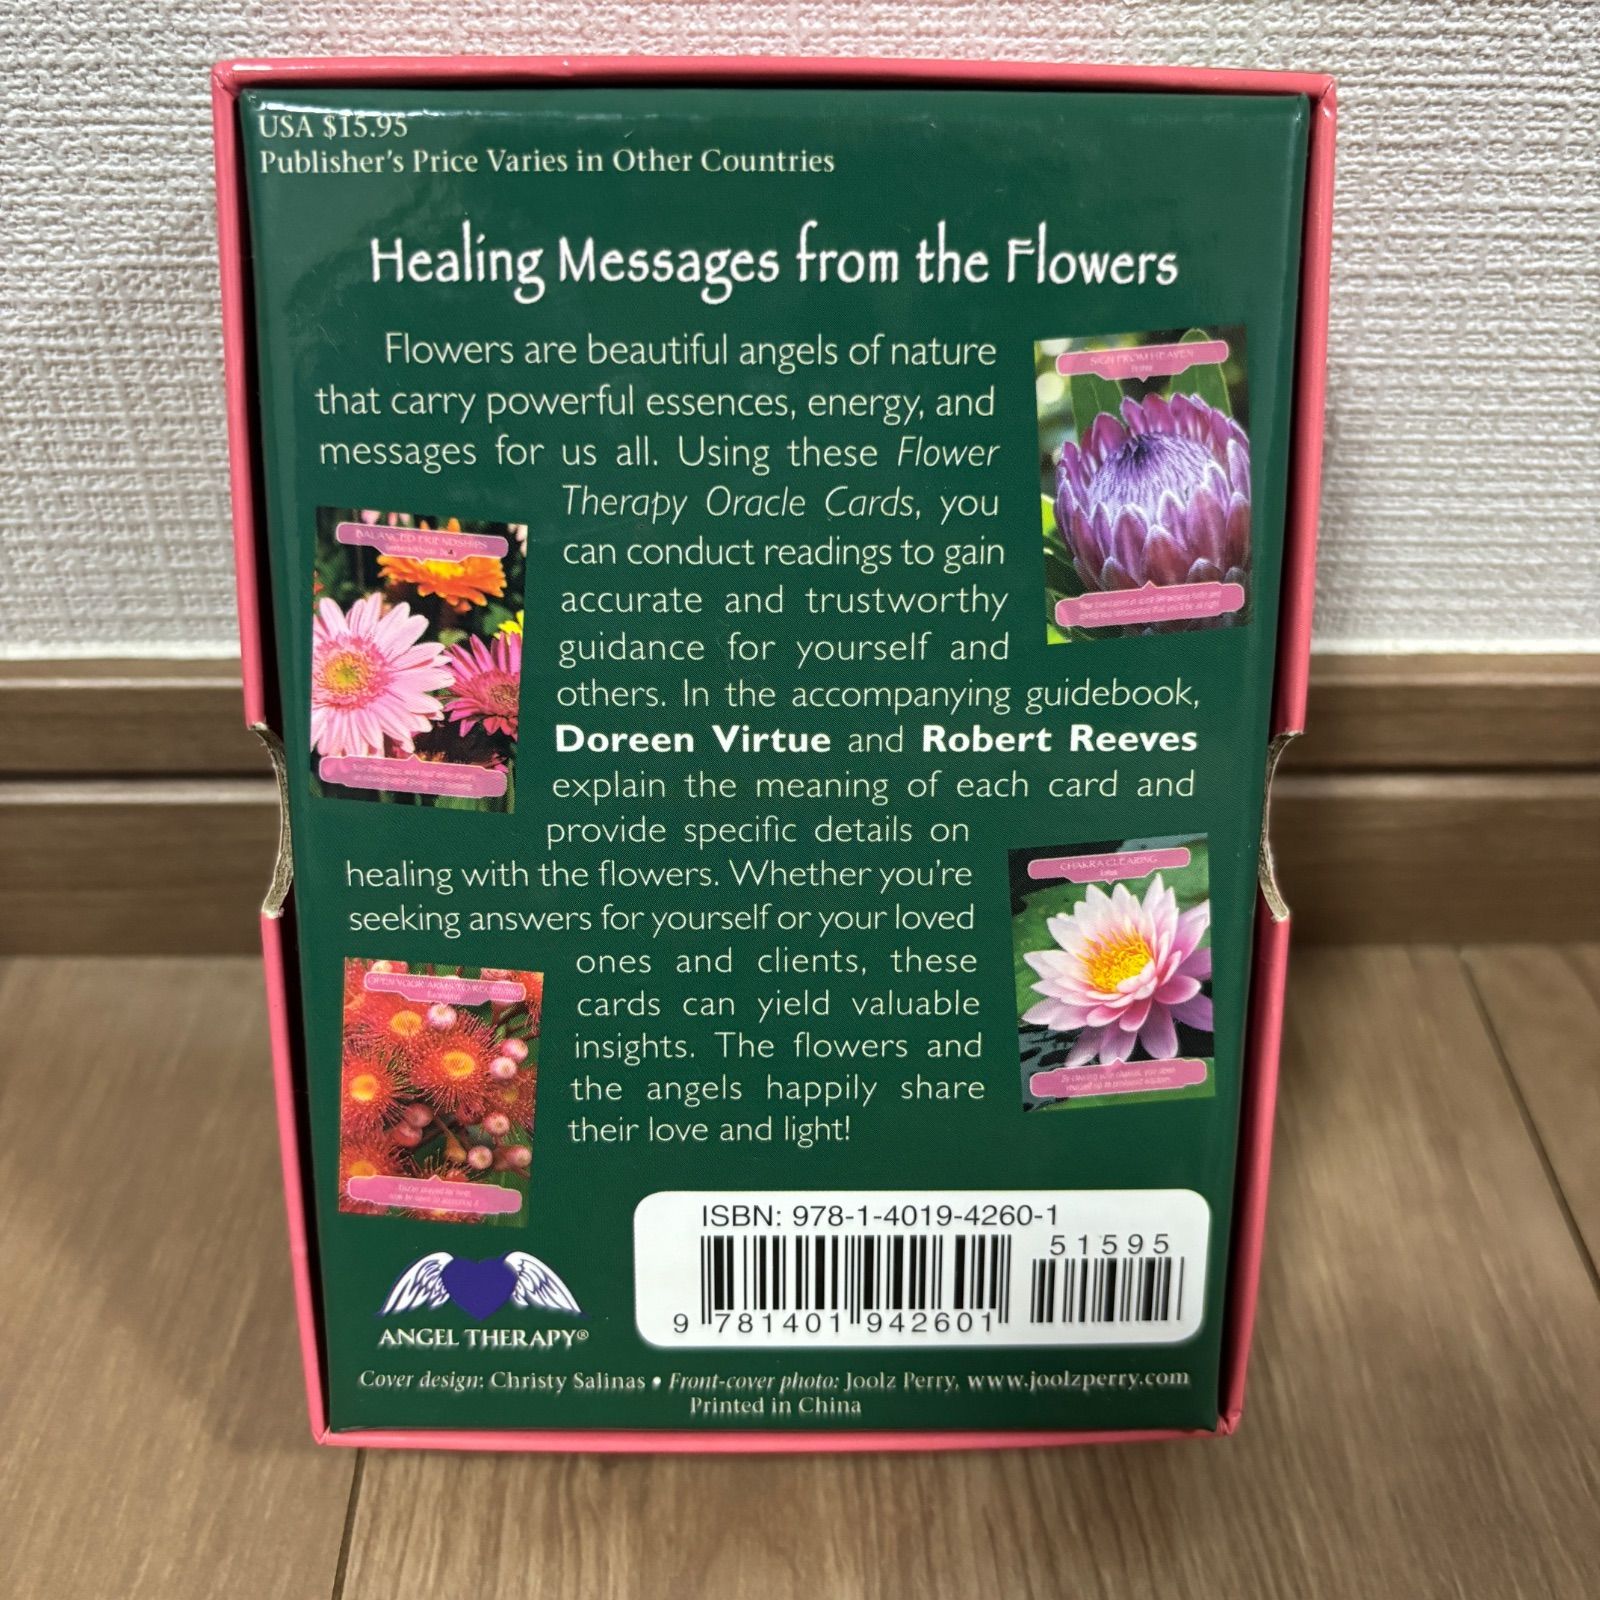 USA $15.95
Publisher's Price Varies in Other Countries
Healing Messages from the Flowers
Flowers are beautiful angels of nature
that carry powerful essences, energy, and
messages for us all. Using these Flower
Therapy Oracle Cards, you
can conduct readings to gain
accurate and trustworthy
guidance for yourself and
others. In the accompanying guidebook,
Doreen Virtue and Robert Reeves
explain the meaning of each card and
provide specific details on
healing with the flowers. Whether you're
seeking answers for yourself or your loved
ones and clients, these
cards can yield valuable
insights. The flowers and
the angels happily share
their love and light!
SIGN FROM HEAVEN
Protea
BALANCED FRIENDSHIPS
CHAKRA CLEARING
Lotus
OPEN YOUR ARMS TO RECEIVING
ANGEL THERAPY®
ISBN: 978-1-4019-4260-1
51595
9 781401 942601
Cover design: Christy Salinas • Front-cover photo: Joolz Perry, www.joolzperry.com
Printed in China